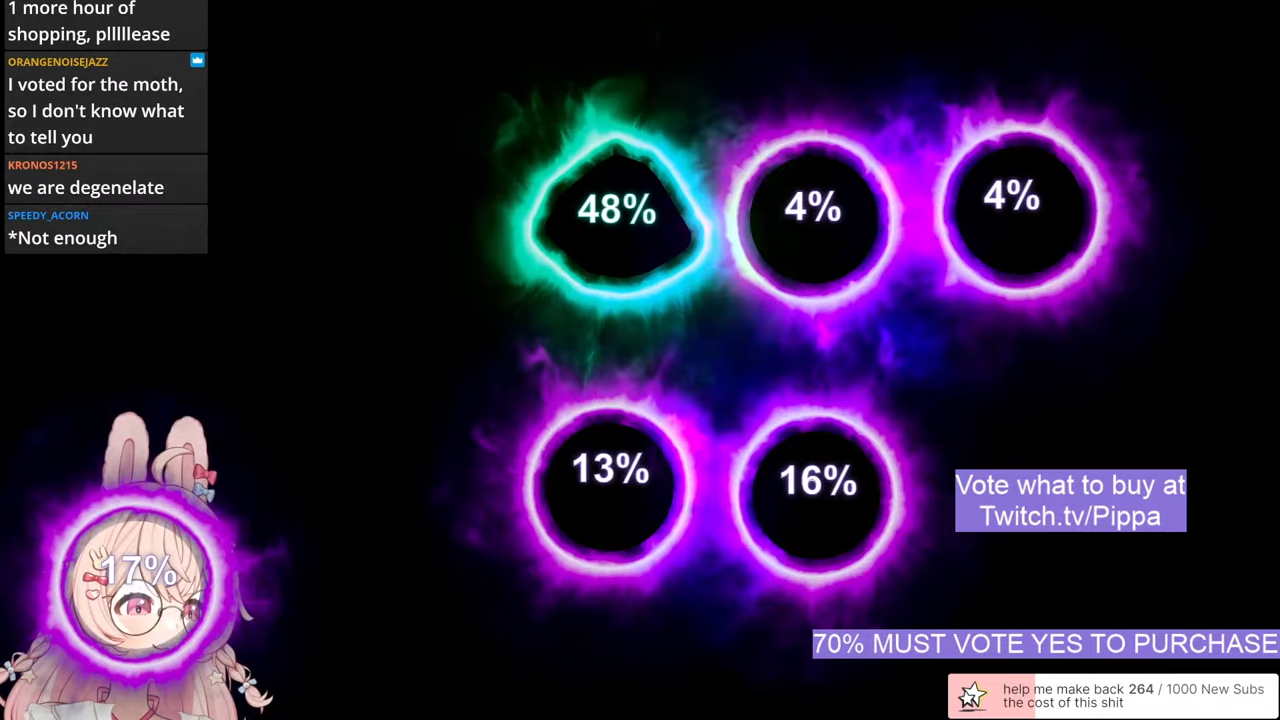 1 more hour of
shopping, plllllease
ORANGENOISEJAZZ
I voted for the moth,
so I don't know what
to tell you
KRONOS1215
we are degenelate
SPEEDY_ACORN
*Not enough
48%
4%
4%
13%
16%
17%
Vote what to buy at
Twitch.tv/Pippa
70% MUST VOTE YES TO PURCHASE
help me make back 264 / 1000 New Subs
the cost of this shit